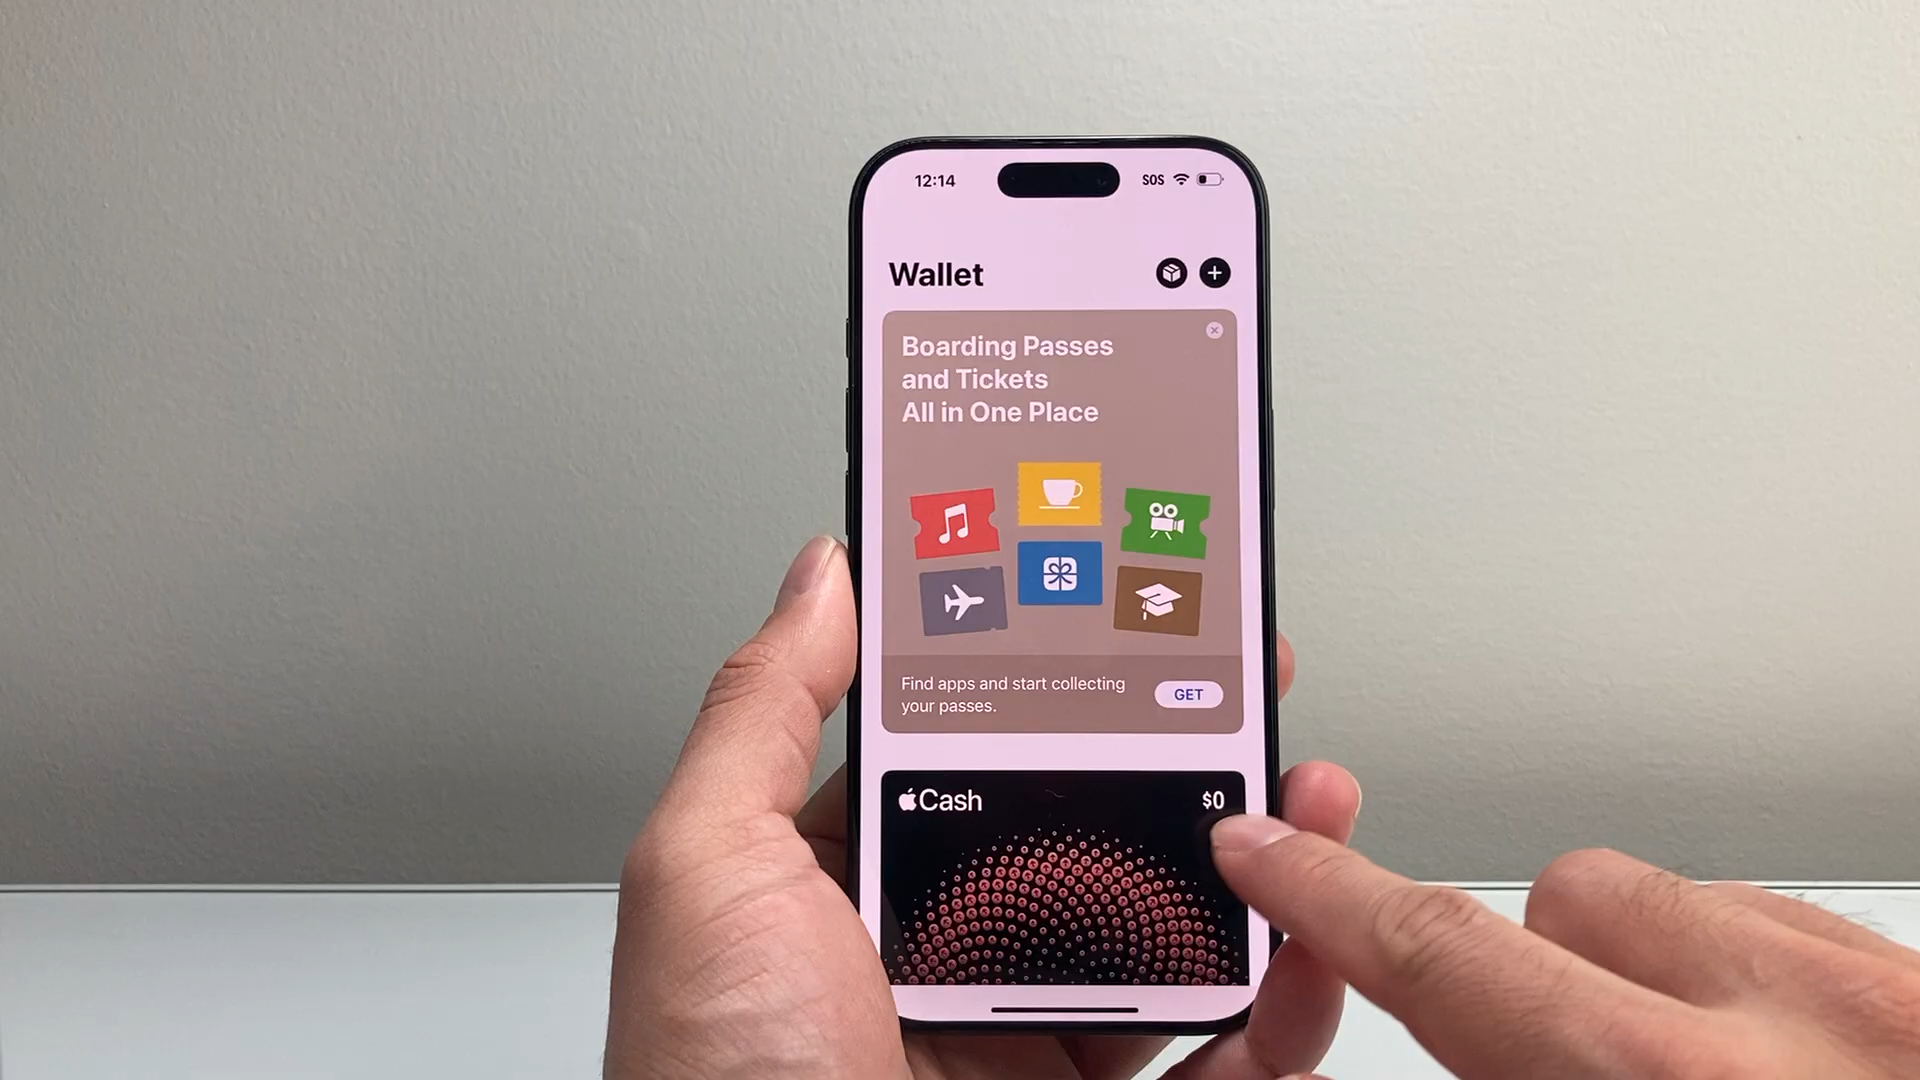 12:14
SOS
Wallet
Boarding Passes
and Tickets
All in One Place
Find apps and start collecting
your passes.
GET
Cash
$0